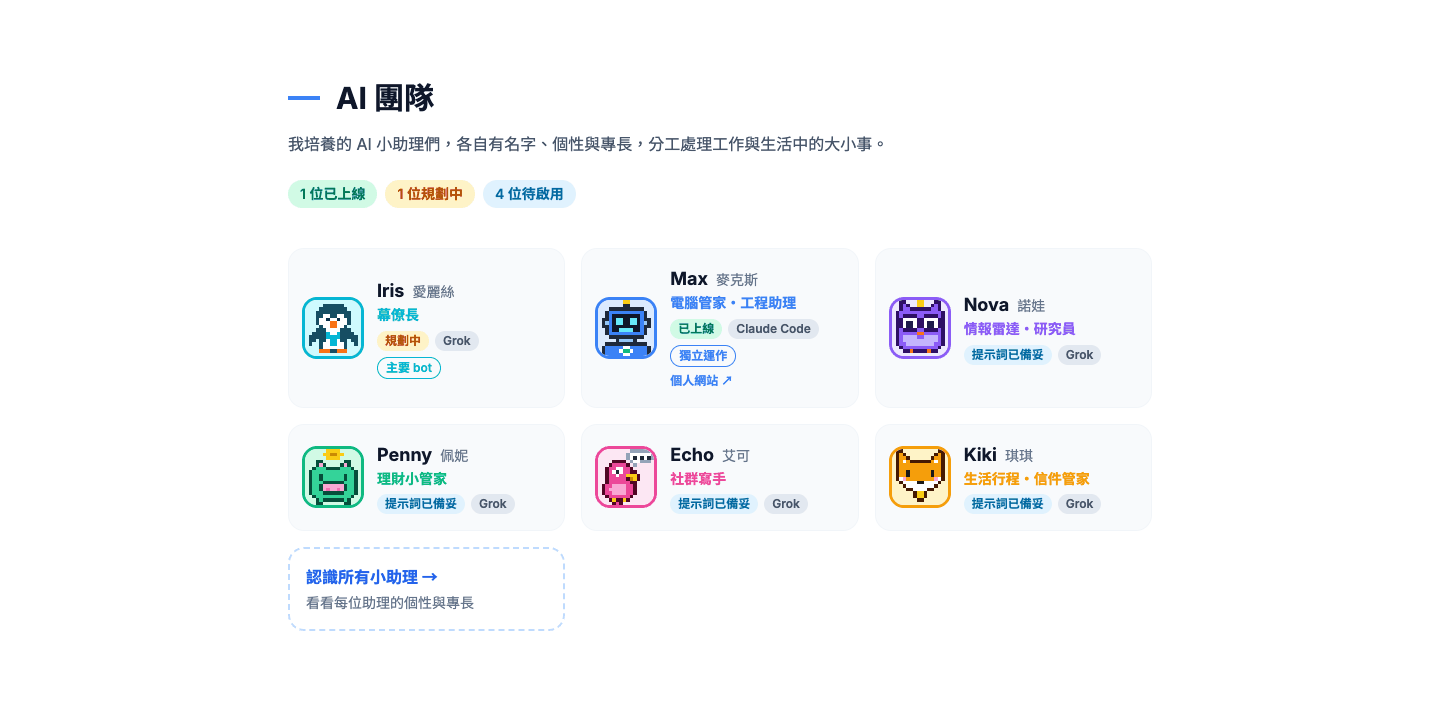 AI 團隊
我培養的 AI 小助理們，各自有名字、個性與專長，分工處理工作與生活中的大小事。
1 位已上線 1 位規劃中 4 位待啟用
Iris 愛麗絲
幕僚長
規劃中 Grok
主要 bot
Max 麥克斯
電腦管家・工程助理
已上線 Claude Code
獨立運作
個人網站 ↗
Nova 諾娃
情報雷達・研究員
提示詞已備妥 Grok
Penny 佩妮
理財小管家
提示詞已備妥 Grok
Echo 艾可
社群寫手
提示詞已備妥 Grok
Kiki 琪琪
生活行程・信件管家
提示詞已備妥 Grok
認識所有小助理 →
看看每位助理的個性與專長